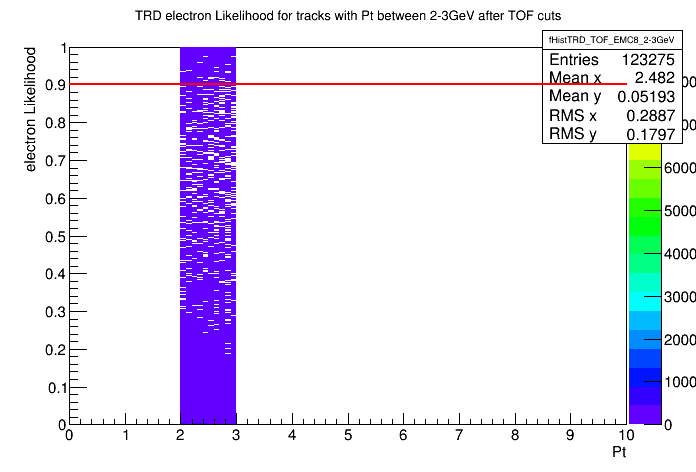 TRD electron Likelihood for tracks with Pt between 2-3GeV after TOF cuts
fHistTRD_TOF_EMC8_2-3GeV
Entries 123275
Mean x 2.482
Mean y 0.05193
RMS x 0.2887
RMS y 0.1797
electron Likelihood
1
0.9
0.8
0.7
0.6
0.5
0.4
0.3
0.2
0.1
0
0 1 2 3 4 5 6 7 8 9 10
Pt
6000
5000
4000
3000
2000
1000
0